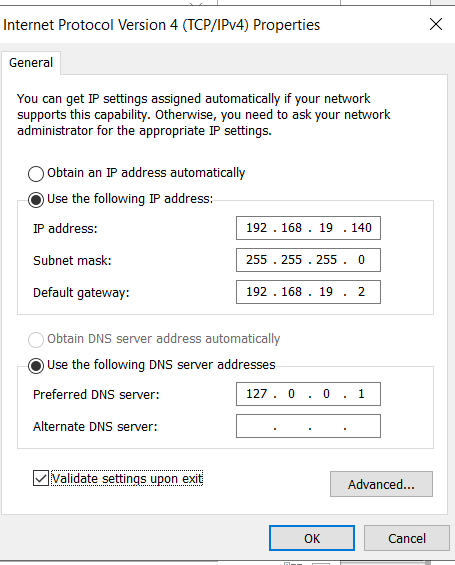 Internet Protocol Version 4 (TCP/IPv4) Properties
General
You can get IP settings assigned automatically if your network
supports this capability. Otherwise, you need to ask your network
administrator for the appropriate IP settings.
Obtain an IP address automatically
Use the following IP address:
IP address: 192 . 168 . 19 . 140
Subnet mask: 255 . 255 . 255 . 0
Default gateway: 192 . 168 . 19 . 2
Obtain DNS server address automatically
Use the following DNS server addresses
Preferred DNS server: 127 . 0 . 0 . 1
Alternate DNS server: . . .
Validate settings upon exit
Advanced...
OK Cancel